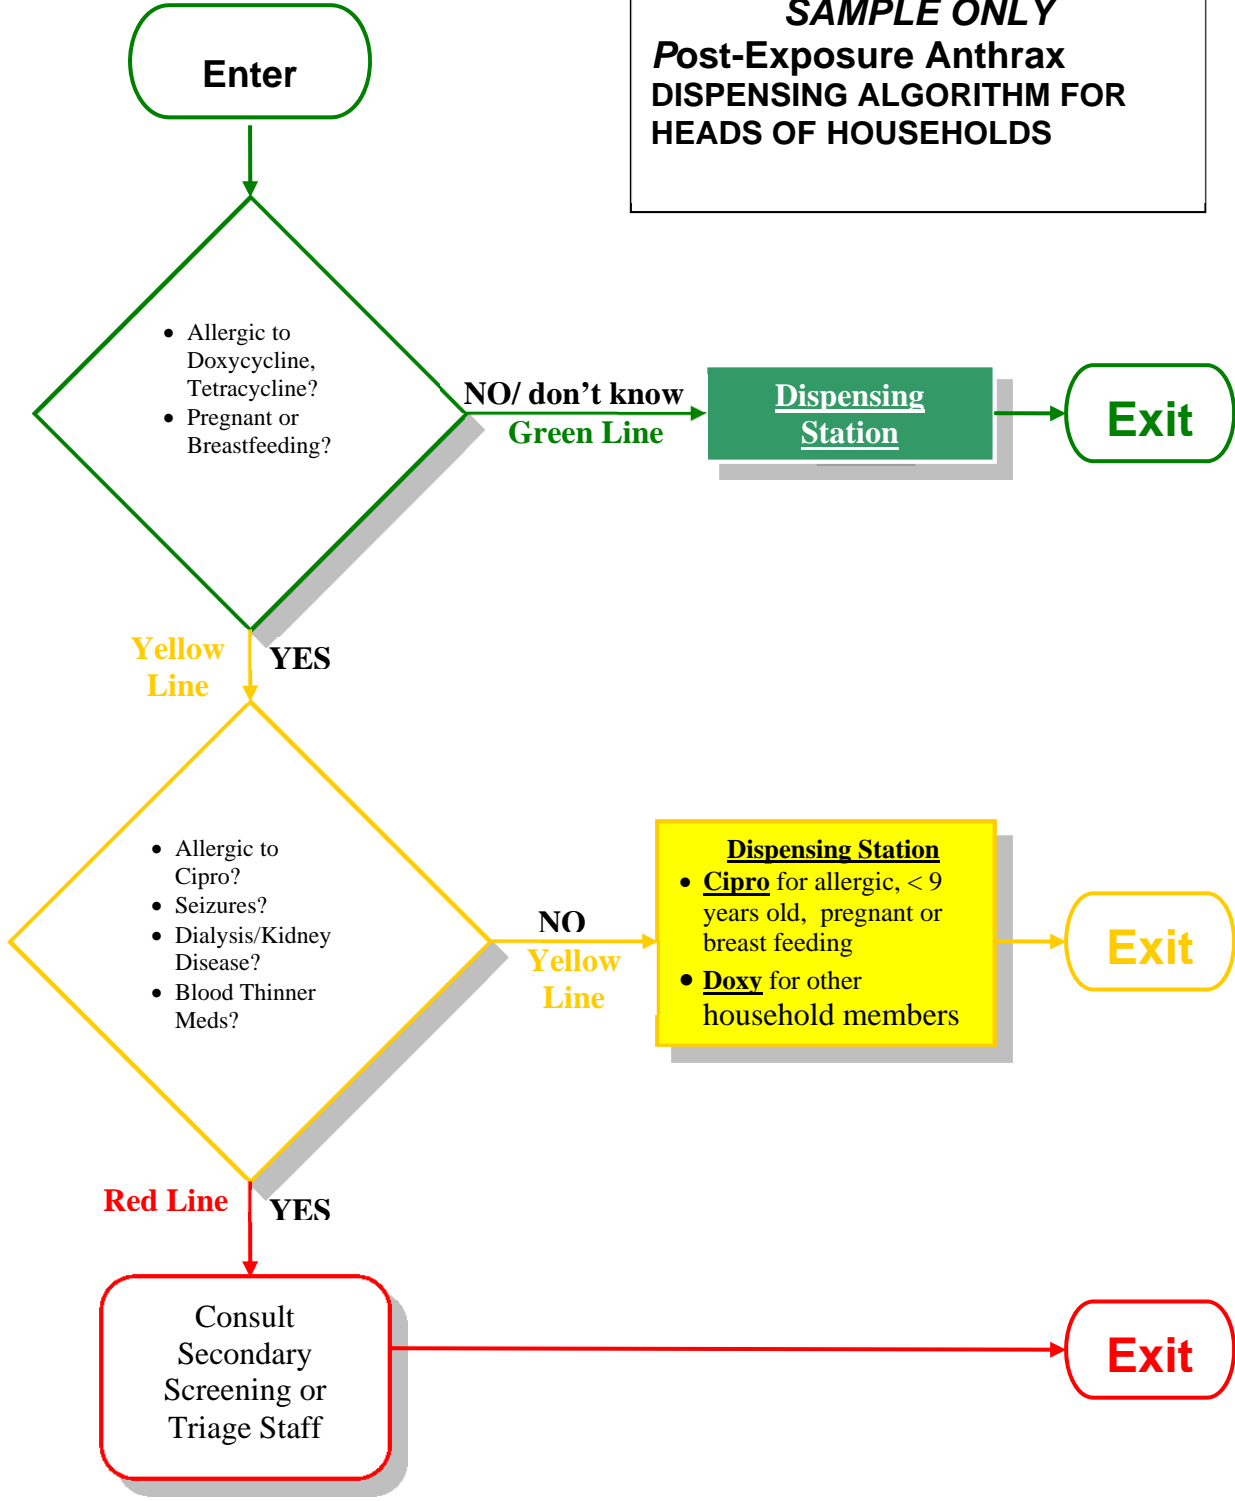 SAMPLE ONLY
Post-Exposure Anthrax
DISPENSING ALGORITHM FOR
HEADS OF HOUSEHOLDS
Enter
• Allergic to
Doxycycline,
Tetracycline?
• Pregnant or
Breastfeeding?
NO/ don’t know
Green Line
Dispensing
Station
Exit
Yellow
Line
YES
• Allergic to
Cipro?
• Seizures?
• Dialysis/Kidney
Disease?
• Blood Thinner
Meds?
NO
Yellow
Line
Dispensing Station
• Cipro for allergic, < 9
years old, pregnant or
breast feeding
• Doxy for other
household members
Exit
Red Line
YES
Consult
Secondary
Screening or
Triage Staff
Exit